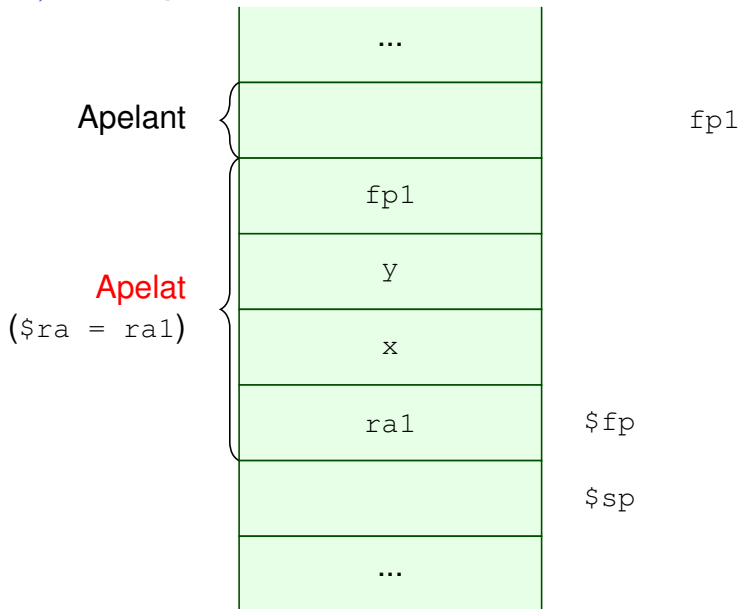 ...
Apelant
fp1
fp1
y
Apelat
($ra = ra1)
x
ra1
$fp
$sp
...